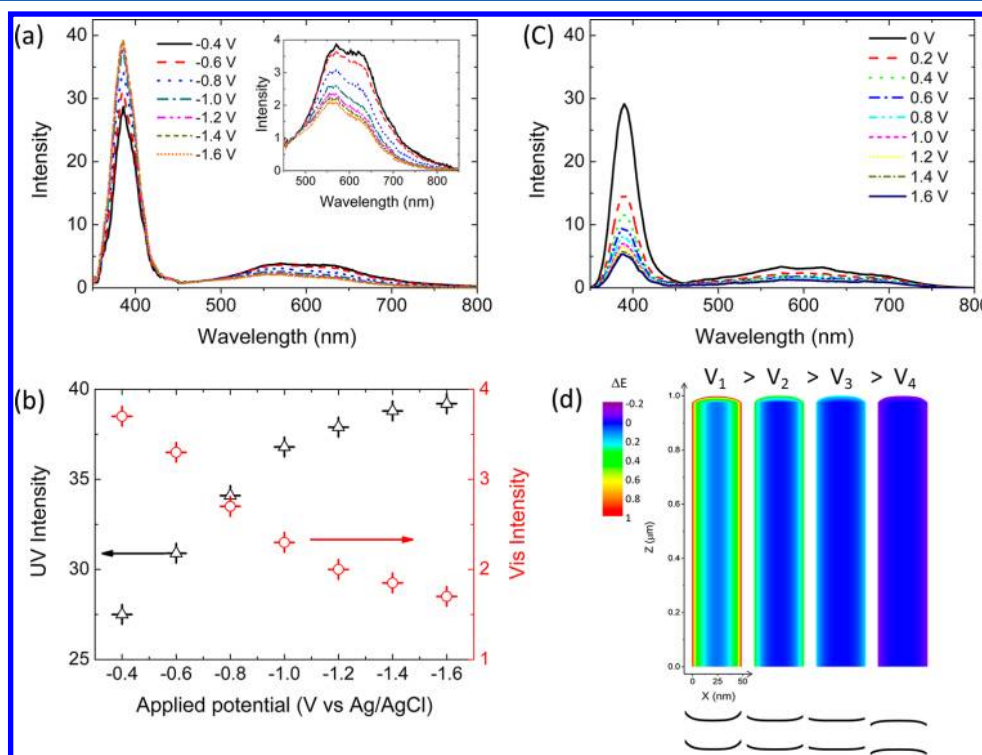 (a)
40
30
20
10
0
Intensity
400
500
600
700
800
Wavelength (nm)
-0.4 V
-0.6 V
-0.8 V
-1.0 V
-1.2 V
-1.4 V
-1.6 V
4
3
2
1
0
Intensity
500
600
700
800
Wavelength (nm)
(C)
40
30
20
10
0
Intensity
400
500
600
700
800
Wavelength (nm)
0 V
0.2 V
0.4 V
0.6 V
0.8 V
1.0 V
1.2 V
1.4 V
1.6 V
(b)
40
35
30
25
UV Intensity
4
3
2
1
Vis Intensity
-0.4
-0.6
-0.8
-1.0
-1.2
-1.4
-1.6
Applied potential (V vs Ag/AgCl)
(d)
ΔE
-0.2
0
0.2
0.4
0.6
0.8
1
V1 > V2 > V3 > V4
1.0
0.8
0.6
0.4
0.2
0.0
Z (μm)
0
25
50
X (nm)